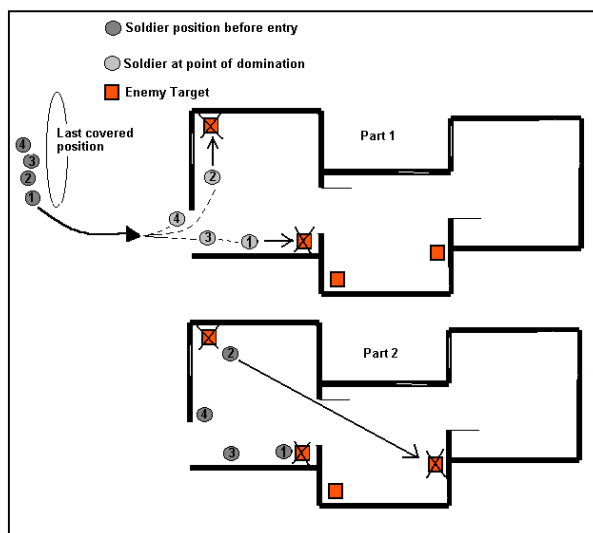 Soldier position before entry
Soldier at point of domination
Enemy Target
Last covered
position
Part 1
4
3
2
1
2
4
3
1
Part 2
2
4
3
1